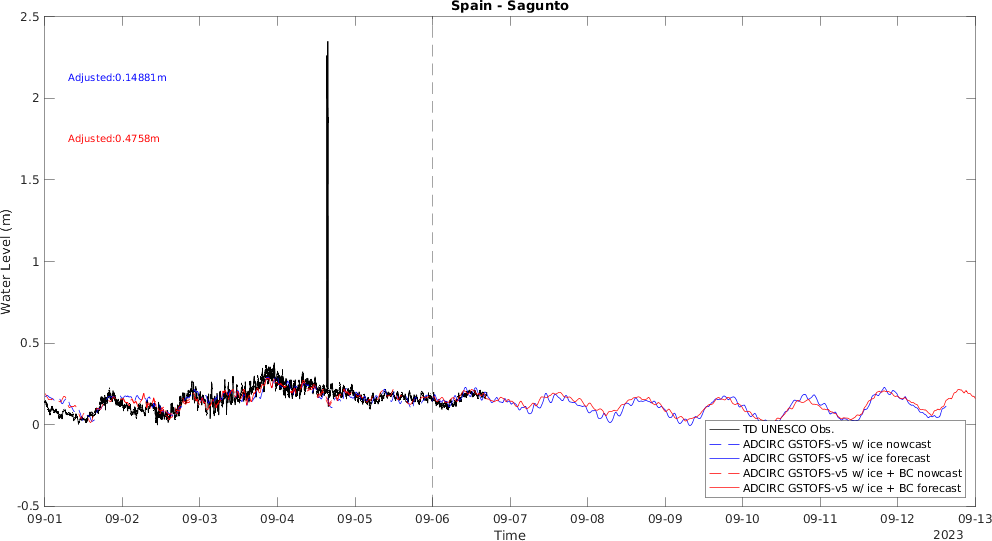 Spain - Sagunto
2.5
2
1.5
1
0.5
0
-0.5
Water Level (m)
Adjusted:0.14881m
Adjusted:0.4758m
TD UNESCO Obs.
ADCIRC GSTOFS-v5 w/ ice nowcast
ADCIRC GSTOFS-v5 w/ ice forecast
ADCIRC GSTOFS-v5 w/ ice + BC nowcast
ADCIRC GSTOFS-v5 w/ ice + BC forecast
09-01 09-02 09-03 09-04 09-05 09-06 09-07 09-08 09-09 09-10 09-11 09-12 09-13
Time
2023